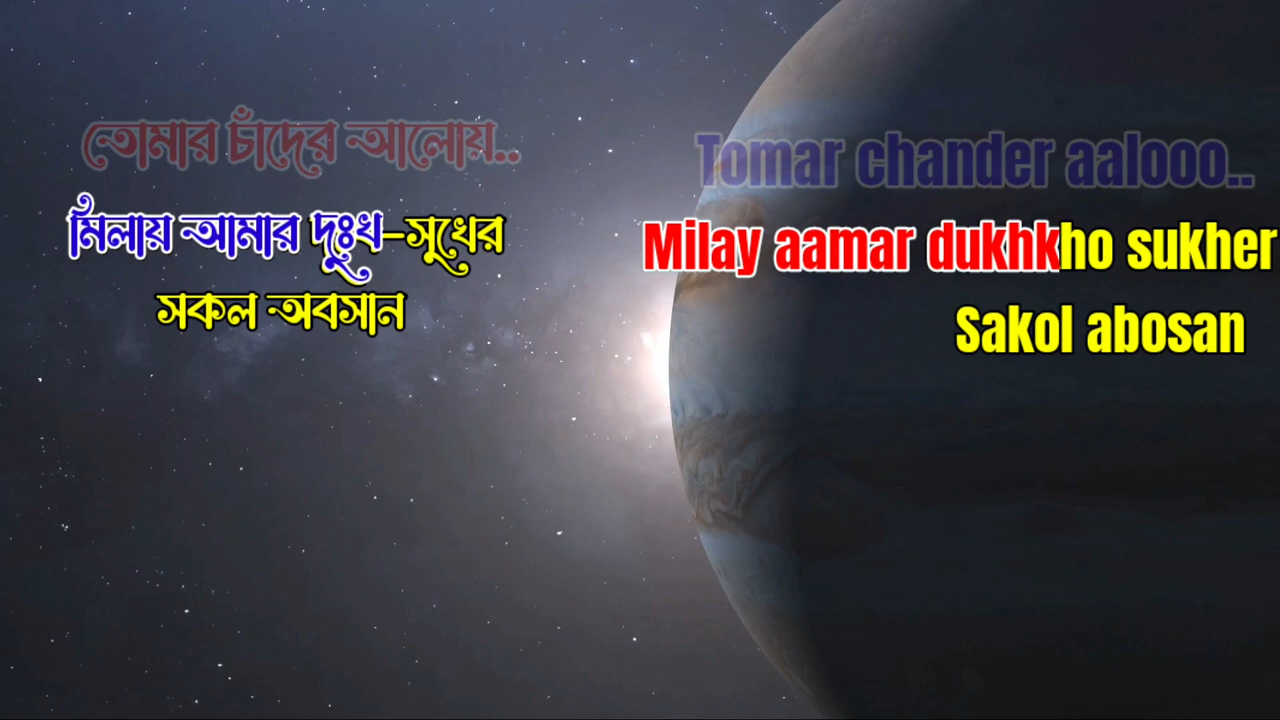 তোমার চাঁদের আলোয়..
মিলায় আমার দুঃখ-সুখের
সকল অবসান
Tomar chander aalooo..
Milay aamar dukhkho sukher
Sakol abosan